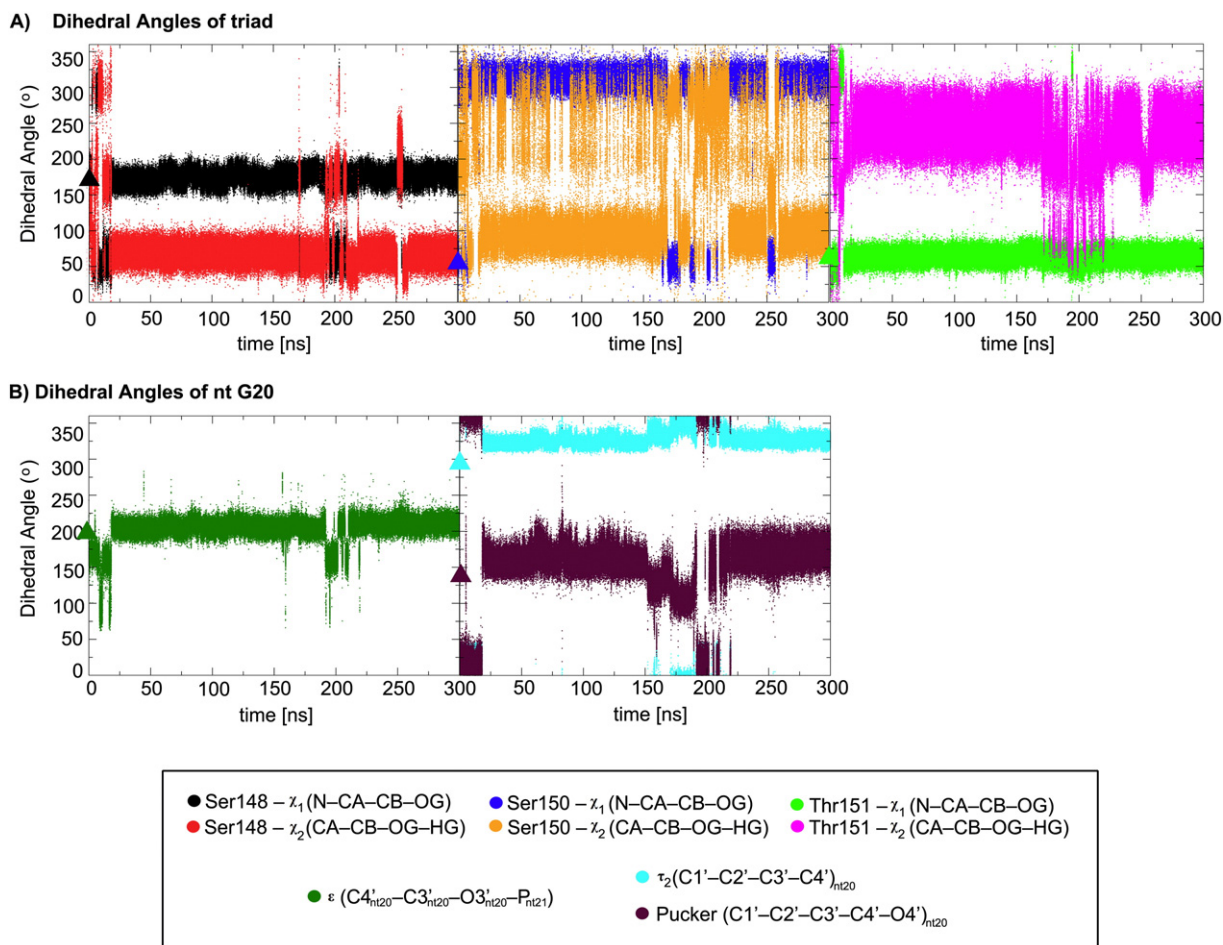 A) Dihedral Angles of triad
Dihedral Angle (°)
350
300
250
200
150
100
50
0
0 50 100 150 200 250 300 50 100 150 200 250 300 50 100 150 200 250 300
time [ns] time [ns] time [ns]
B) Dihedral Angles of nt G20
Dihedral Angle (°)
350
300
250
200
150
100
50
0
0 50 100 150 200 250 300 50 100 150 200 250 300
time [ns] time [ns]
Ser148 – χ1(N–CA–CB–OG) Ser150 – χ1(N–CA–CB–OG) Thr151 – χ1(N–CA–CB–OG)
Ser148 – χ2(CA–CB–OG–HG) Ser150 – χ2(CA–CB–OG–HG) Thr151 – χ2(CA–CB–OG–HG)
ε (C4'nt20–C3'nt20–O3'nt20–Pnt21)
τ2(C1'–C2'–C3'–C4')nt20
Pucker (C1'–C2'–C3'–C4'–O4')nt20